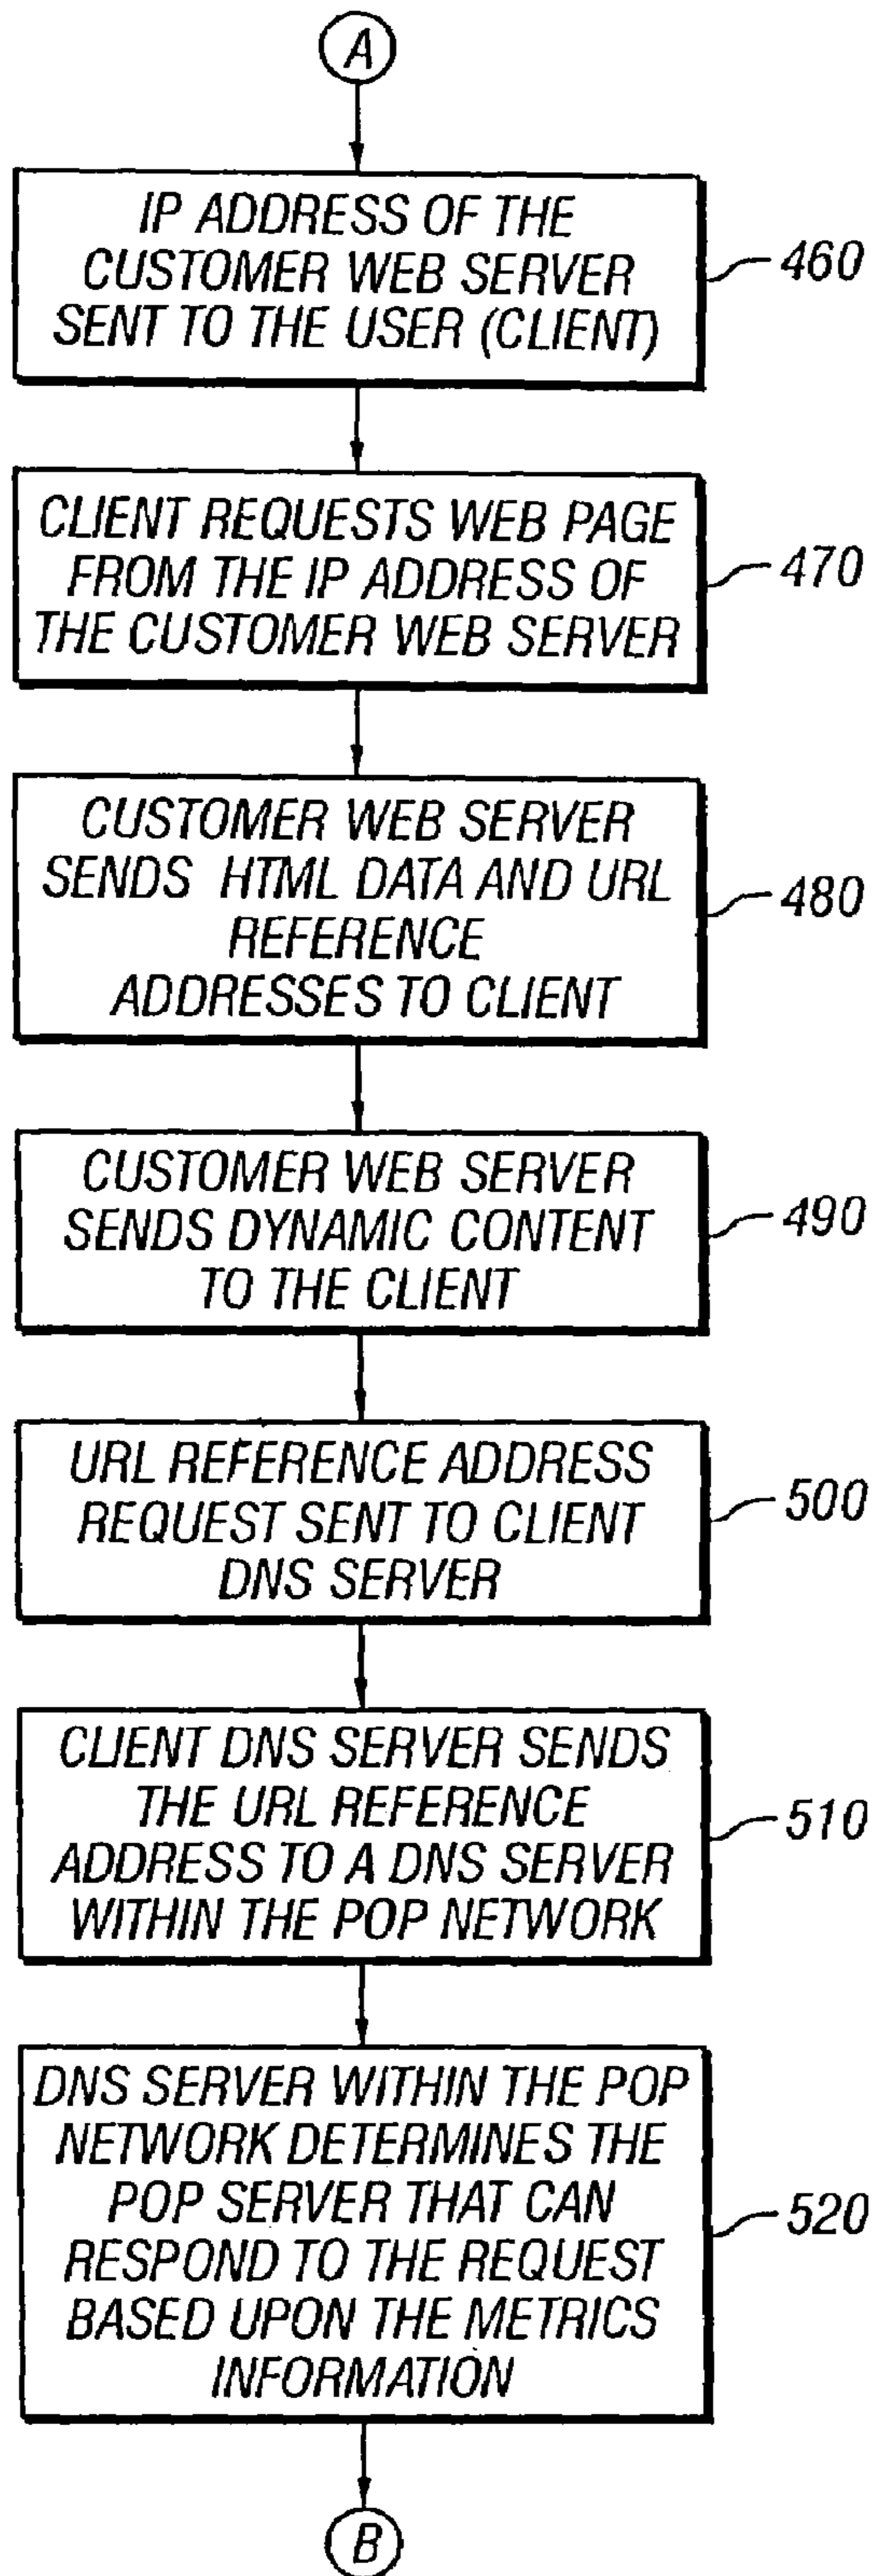 A
IP ADDRESS OF THE
CUSTOMER WEB SERVER
SENT TO THE USER (CLIENT)
460
CLIENT REQUESTS WEB PAGE
FROM THE IP ADDRESS OF
THE CUSTOMER WEB SERVER
470
CUSTOMER WEB SERVER
SENDS HTML DATA AND URL
REFERENCE
ADDRESSES TO CLIENT
480
CUSTOMER WEB SERVER
SENDS DYNAMIC CONTENT
TO THE CLIENT
490
URL REFERENCE ADDRESS
REQUEST SENT TO CLIENT
DNS SERVER
500
CLIENT DNS SERVER SENDS
THE URL REFERENCE
ADDRESS TO A DNS SERVER
WITHIN THE POP NETWORK
510
DNS SERVER WITHIN THE POP
NETWORK DETERMINES THE
POP SERVER THAT CAN
RESPOND TO THE REQUEST
BASED UPON THE METRICS
INFORMATION
520
B